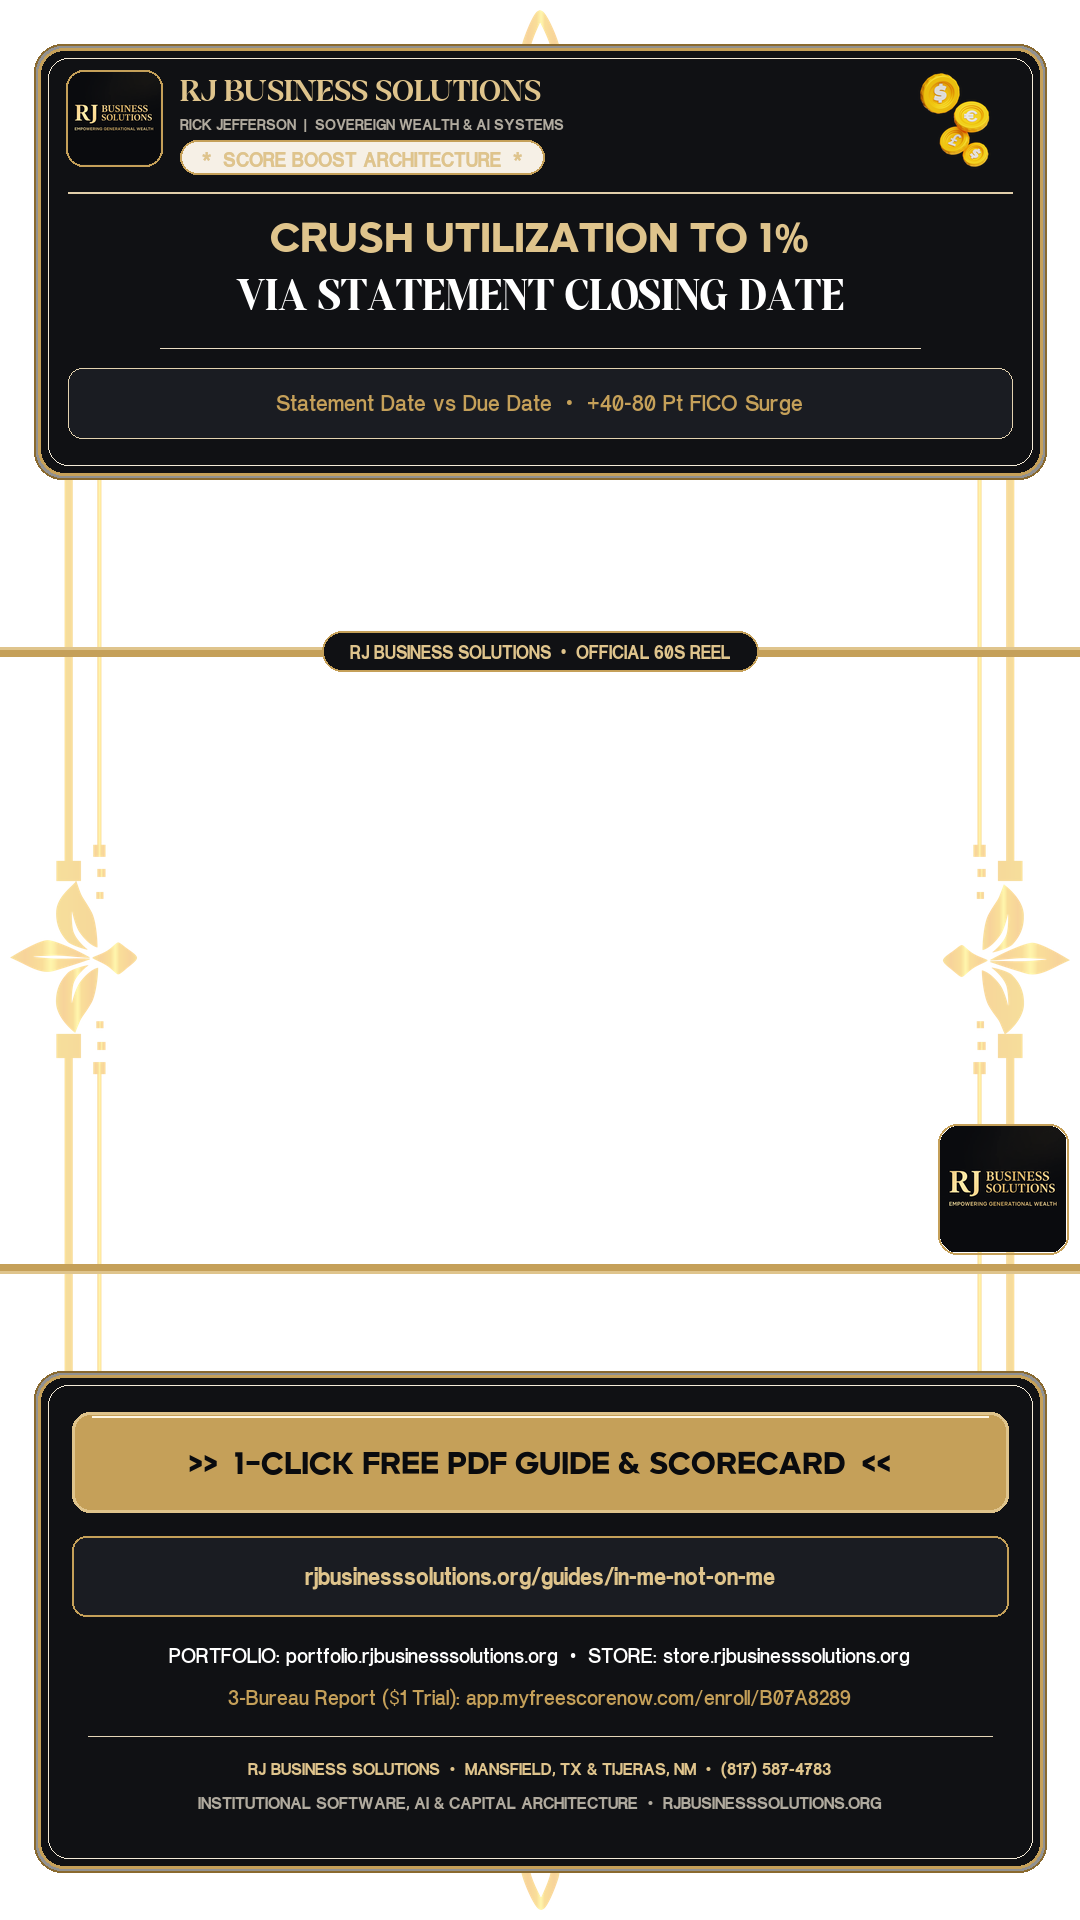 RJ BUSINESS SOLUTIONS
EMPOWERING GENERATIONAL WEALTH
RJ BUSINESS SOLUTIONS
RICK JEFFERSON | SOVEREIGN WEALTH & AI SYSTEMS
* SCORE BOOST ARCHITECTURE *
CRUSH UTILIZATION TO 1%
VIA STATEMENT CLOSING DATE
Statement Date vs Due Date • +40-80 Pt FICO Surge
RJ BUSINESS SOLUTIONS • OFFICIAL 60S REEL
RJ BUSINESS SOLUTIONS
EMPOWERING GENERATIONAL WEALTH
>> 1-CLICK FREE PDF GUIDE & SCORECARD <<
rjbusinesssolutions.org/guides/in-me-not-on-me
PORTFOLIO: portfolio.rjbusinesssolutions.org • STORE: store.rjbusinesssolutions.org
3-Bureau Report ($1 Trial): app.myfreescorenow.com/enroll/B07A8289
RJ BUSINESS SOLUTIONS • MANSFIELD, TX & TIJERAS, NM • (817) 587-4783
INSTITUTIONAL SOFTWARE, AI & CAPITAL ARCHITECTURE • RJBUSINESSSOLUTIONS.ORG